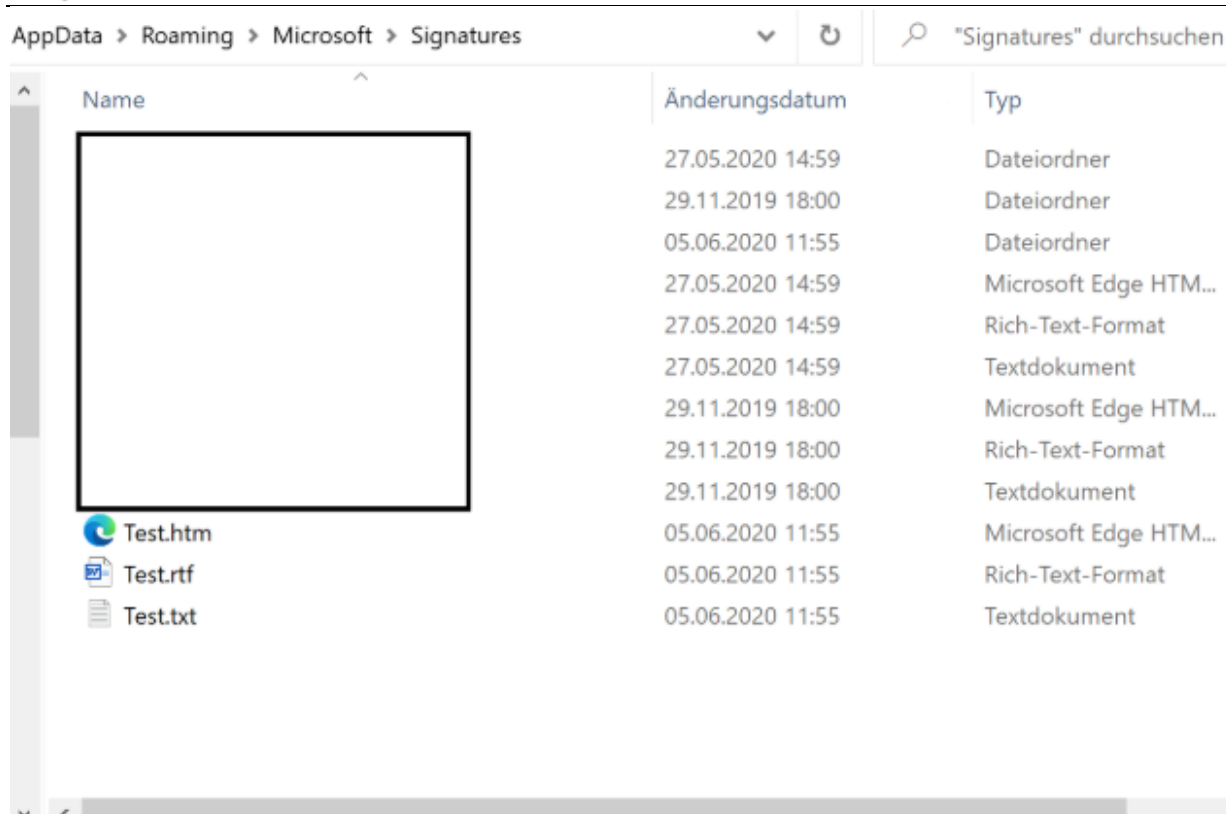 AppData > Roaming > Microsoft > Signatures "Signatures" durchsuchen
Name Änderungsdatum Typ
27.05.2020 14:59 Dateiordner
29.11.2019 18:00 Dateiordner
05.06.2020 11:55 Dateiordner
27.05.2020 14:59 Microsoft Edge HTM...
27.05.2020 14:59 Rich-Text-Format
27.05.2020 14:59 Textdokument
29.11.2019 18:00 Microsoft Edge HTM...
29.11.2019 18:00 Rich-Text-Format
29.11.2019 18:00 Textdokument
Test.htm 05.06.2020 11:55 Microsoft Edge HTM...
Test.rtf 05.06.2020 11:55 Rich-Text-Format
Test.txt 05.06.2020 11:55 Textdokument